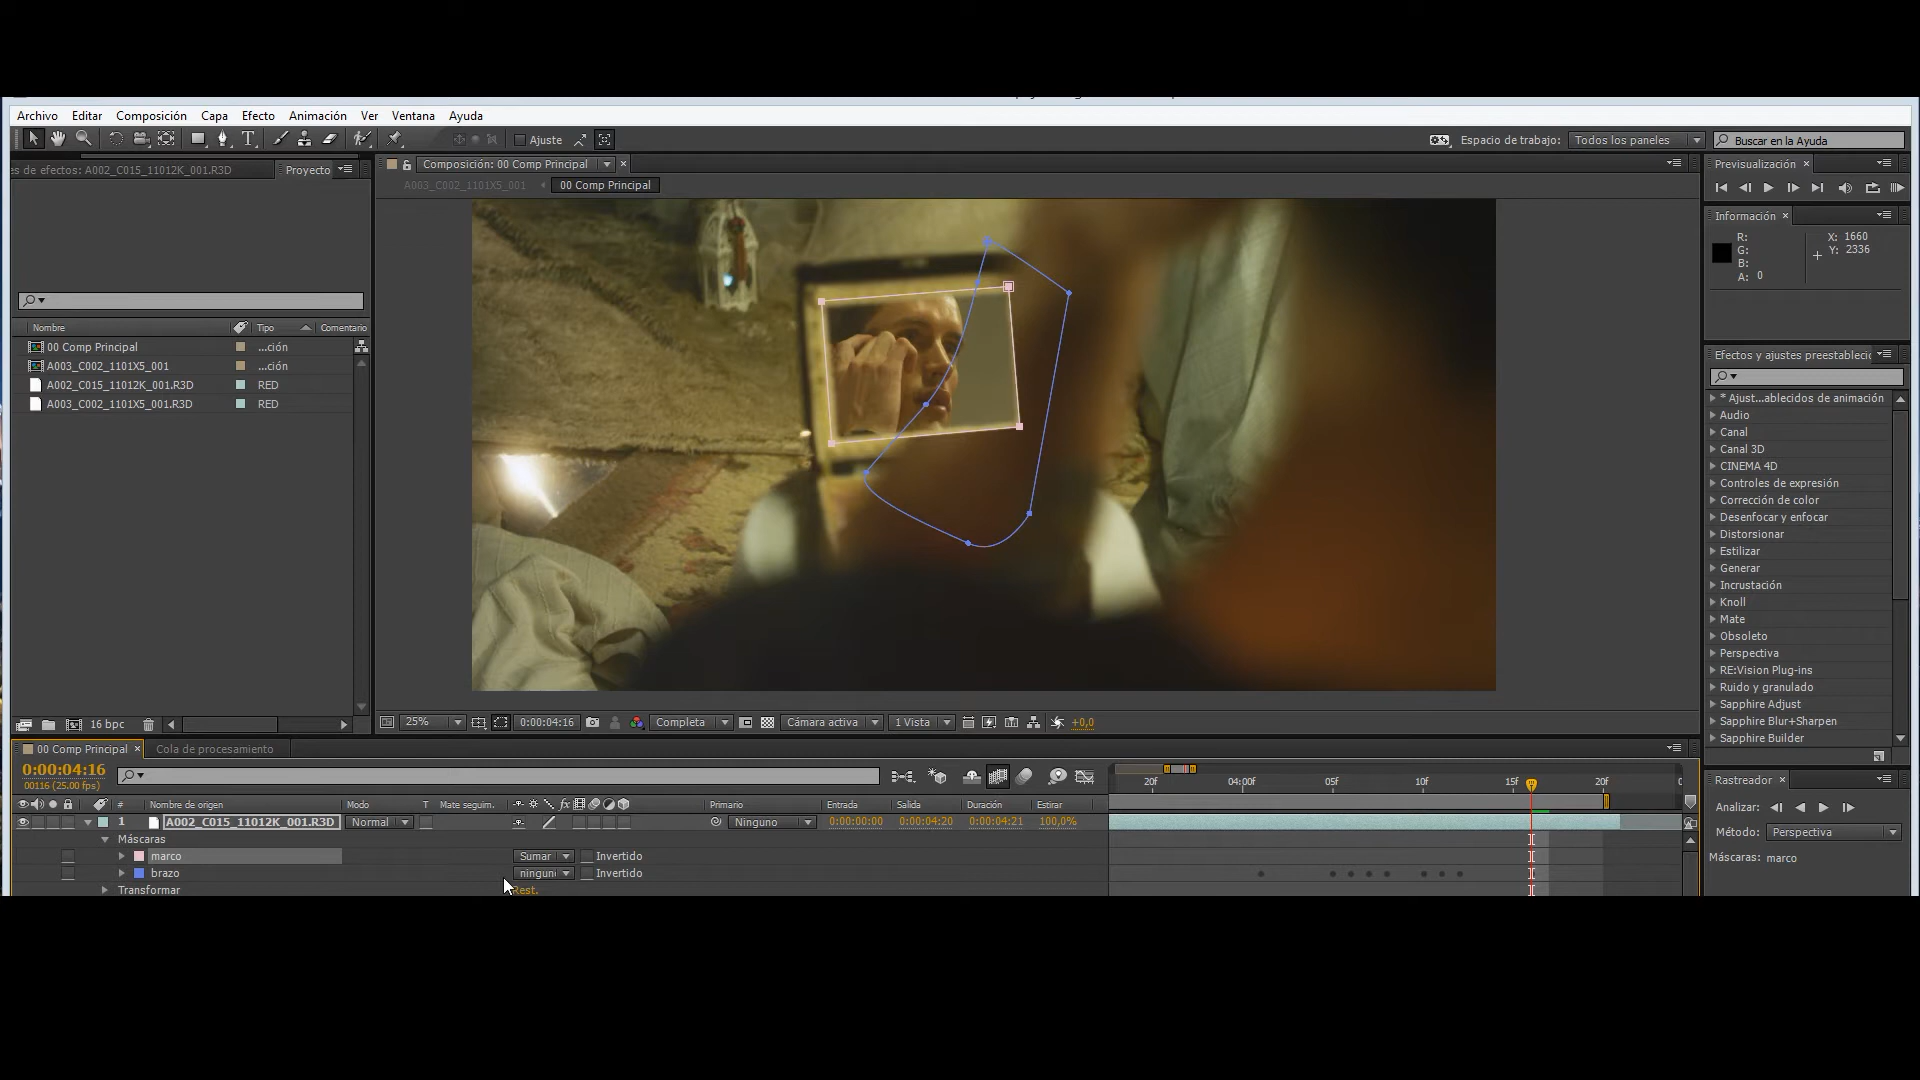 Archivo Editar Composición Capa Efecto Animación Ver Ventana Ayuda
Ajuste
Espacio de trabajo: Todos los paneles
Buscar en la Ayuda
es de efectos: A002_C015_11012K_001.R3D
Proyecto
Nombre Tipo Comentario
00 Comp Principal ...ción
A003_C002_1101X5_001 ...ción
A002_C015_11012K_001.R3D RED
A003_C002_1101X5_001.R3D RED
16 bpc
Composición: 00 Comp Principal
A003_C002_1101X5_001
00 Comp Principal
25%
0:00:04:16
Completa
Cámara activa
1 Vista
+0,0
Previsualización
Información
R:
G:
B:
A: 0
X: 1660
Y: 2336
Efectos y ajustes preestableci
* Ajust...ablecidos de animación
Audio
Canal
Canal 3D
CINEMA 4D
Controles de expresión
Corrección de color
Desenfocar y enfocar
Distorsionar
Estilizar
Generar
Incrustación
Knoll
Mate
Obsoleto
Perspectiva
RE:Vision Plug-ins
Ruido y granulado
Sapphire Adjust
Sapphire Blur+Sharpen
Sapphire Builder
Rastreador
Analizar:
Método: Perspectiva
Máscaras: marco
00 Comp Principal
Cola de procesamiento
0:00:04:16
00116 (25.00 fps)
20f 04:00f 05f 10f 15f 20f
# Nombre de origen Modo T Mate seguim. fx Primario Entrada Salida Duración Estirar
1 A002_C015_11012K_001.R3D Normal Ninguno 0:00:00:00 0:00:04:20 0:00:04:21 100,0%
Máscaras
marco Sumar Invertido
brazo ningun Invertido
Transformar Rest.